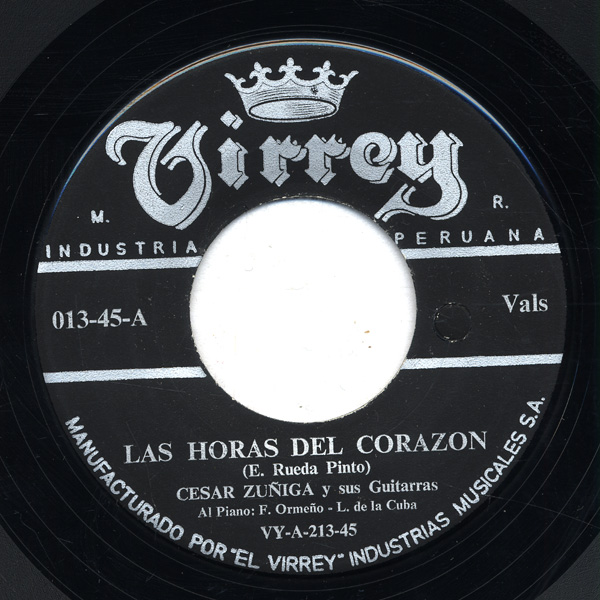 Virrey
M. R.
INDUSTRIA PERUANA
013-45-A Vals
LAS HORAS DEL CORAZON
(E. Rueda Pinto)
CESAR ZUÑIGA y sus Guitarras
Al Piano: F. Ormeño - L. de la Cuba
VY-A-213-45
MANUFACTURADO POR "EL VIRREY" INDUSTRIAS MUSICALES S.A.